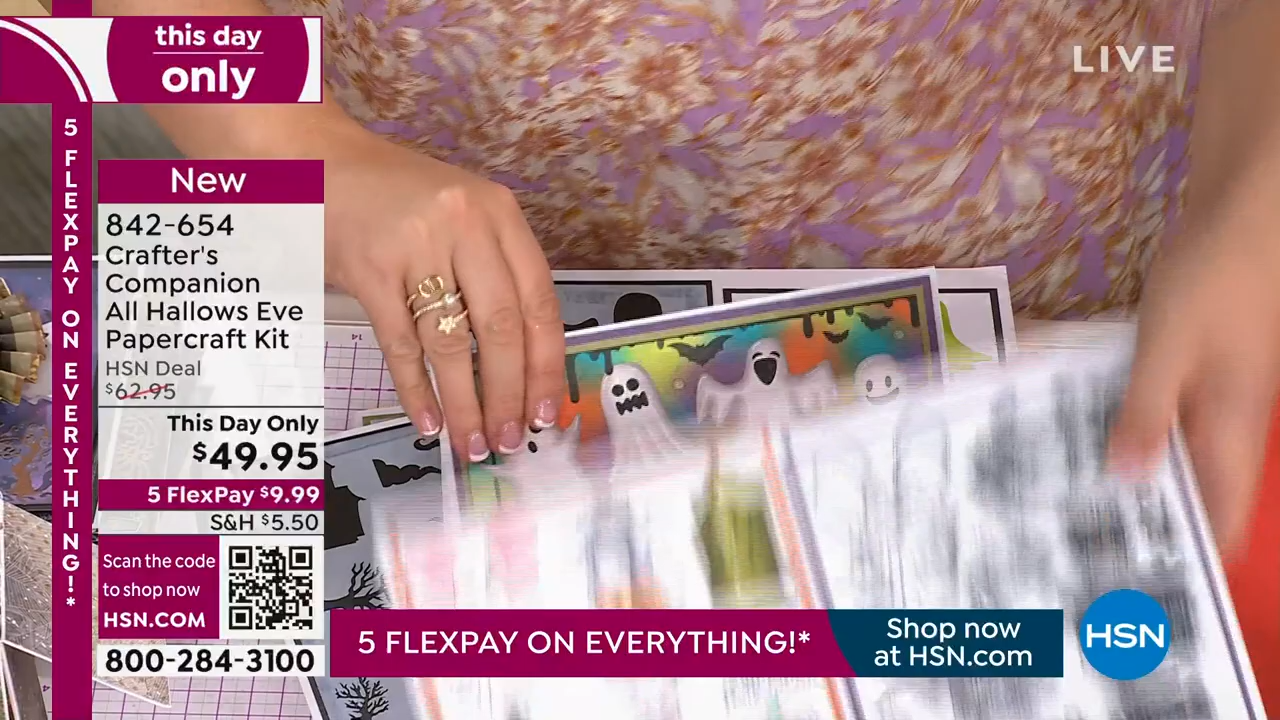 this day
only
LIVE
5 FLEXPAY ON EVERYTHING!*
New
842-654
Crafter's
Companion
All Hallows Eve
Papercraft Kit
HSN Deal
$62.95
This Day Only
$49.95
5 FlexPay $9.99
S&H $5.50
Scan the code
to shop now
HSN.COM
800-284-3100
5 FLEXPAY ON EVERYTHING!*
Shop now
at HSN.com
HSN